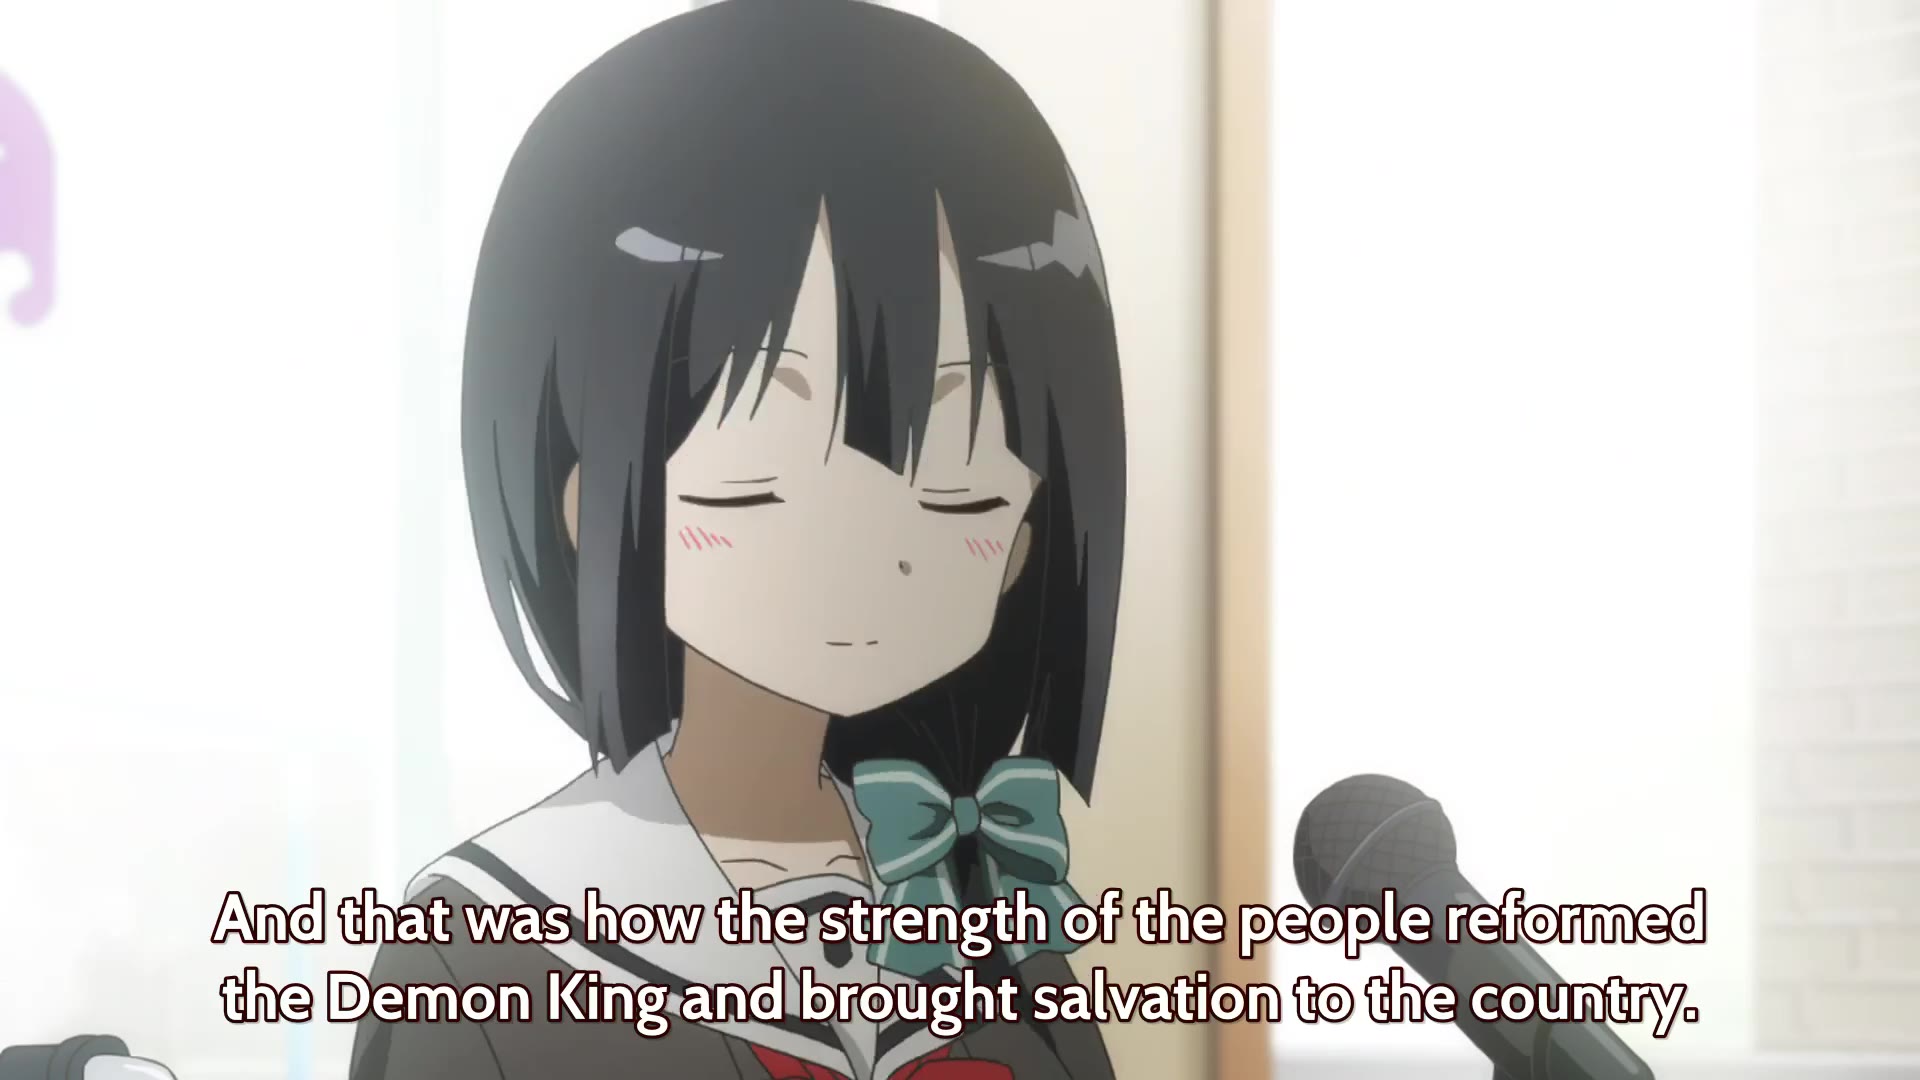 And that was how the strength of the people reformed
the Demon King and brought salvation to the country.